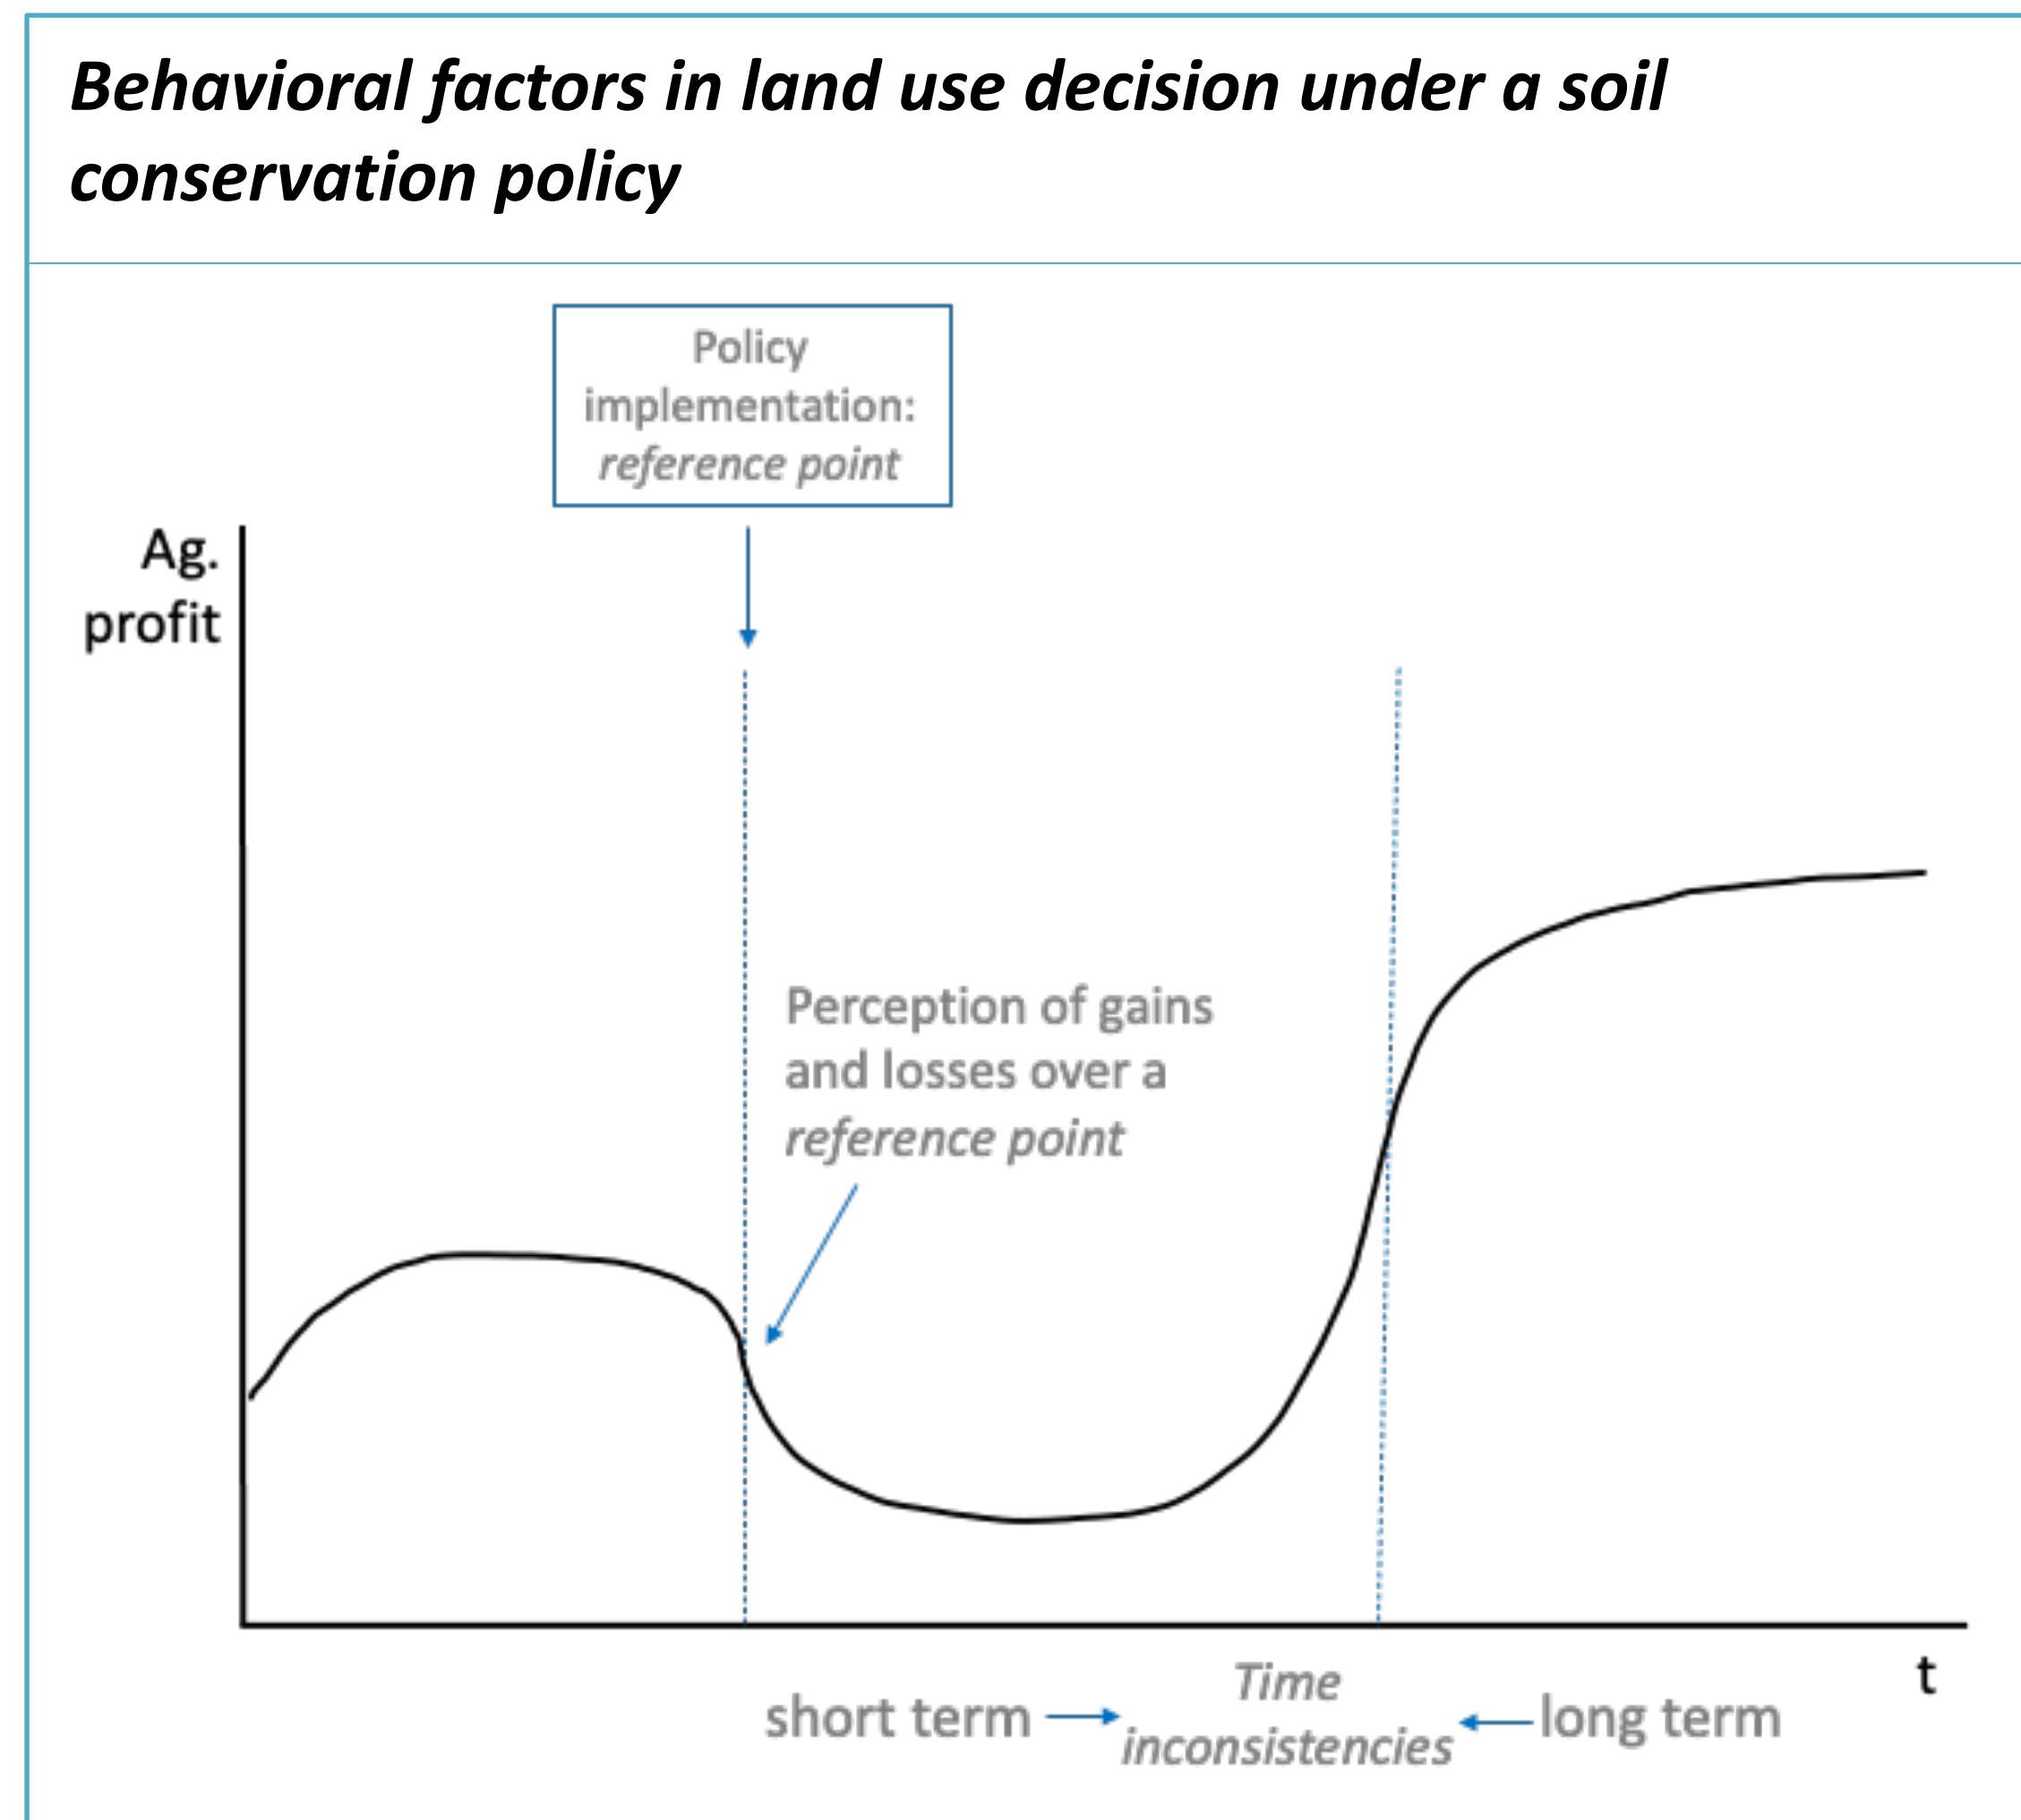 Behavioral factors in land use decision under a soil
conservation policy
Policy
implementation:
reference point
Ag.
profit
Perception of gains
and losses over a
reference point
t
short term
Time
inconsistencies
long term